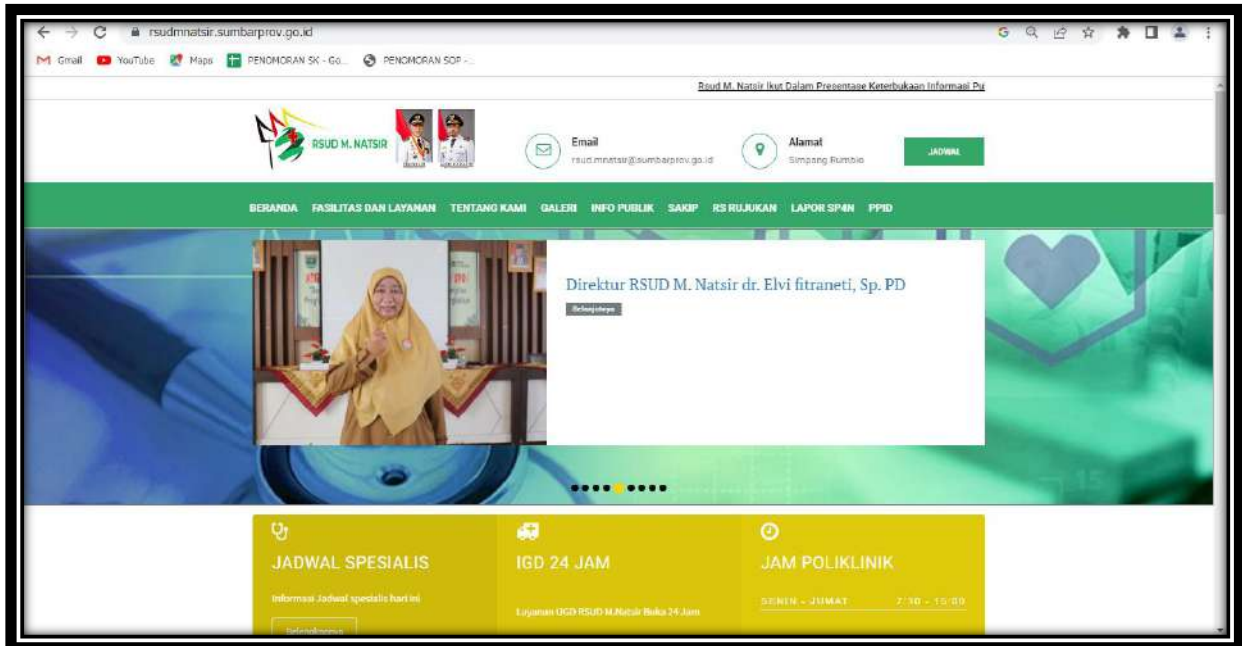 rsudmnatsir.sumbarprov.go.id
Gmail YouTube Maps PENOMORAN SK - Go... PENOMORAN SOP -...
Rsud M. Natsir Ikut Dalam Presentase Keterbukaan Informasi Pu
RSUD M. NATSIR
Email
rsud.mnatsir@sumbarprov.go.id
Alamat
Simpang Rumbio
JADWAL
BERANDA FASILITAS DAN LAYANAN TENTANG KAMI GALERI INFO PUBLIK SAKIP RS RUJUKAN LAPOR SP4N PPID
Direktur RSUD M. Natsir dr. Elvi fitraneti, Sp. PD
Selanjutnya
JADWAL SPESIALIS
Informasi Jadwal spesialis hari ini
Selengkapnya
IGD 24 JAM
Layanan UGD RSUD M.Natsir Buka 24 Jam
JAM POLIKLINIK
SENIN - JUMAT 7:30 - 16:00